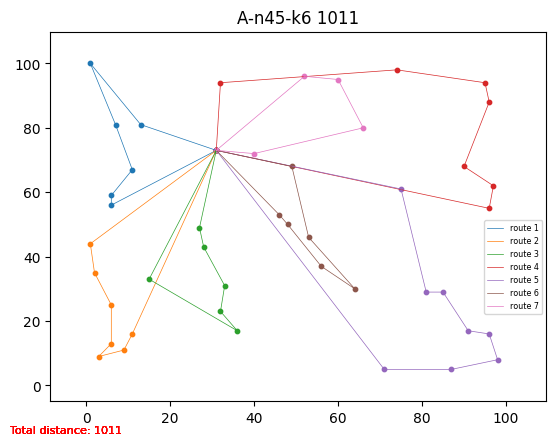 A-n45-k6 1011
100
80
60
40
20
0
0 20 40 60 80 100
route 1
route 2
route 3
route 4
route 5
route 6
route 7
Total distance: 1011